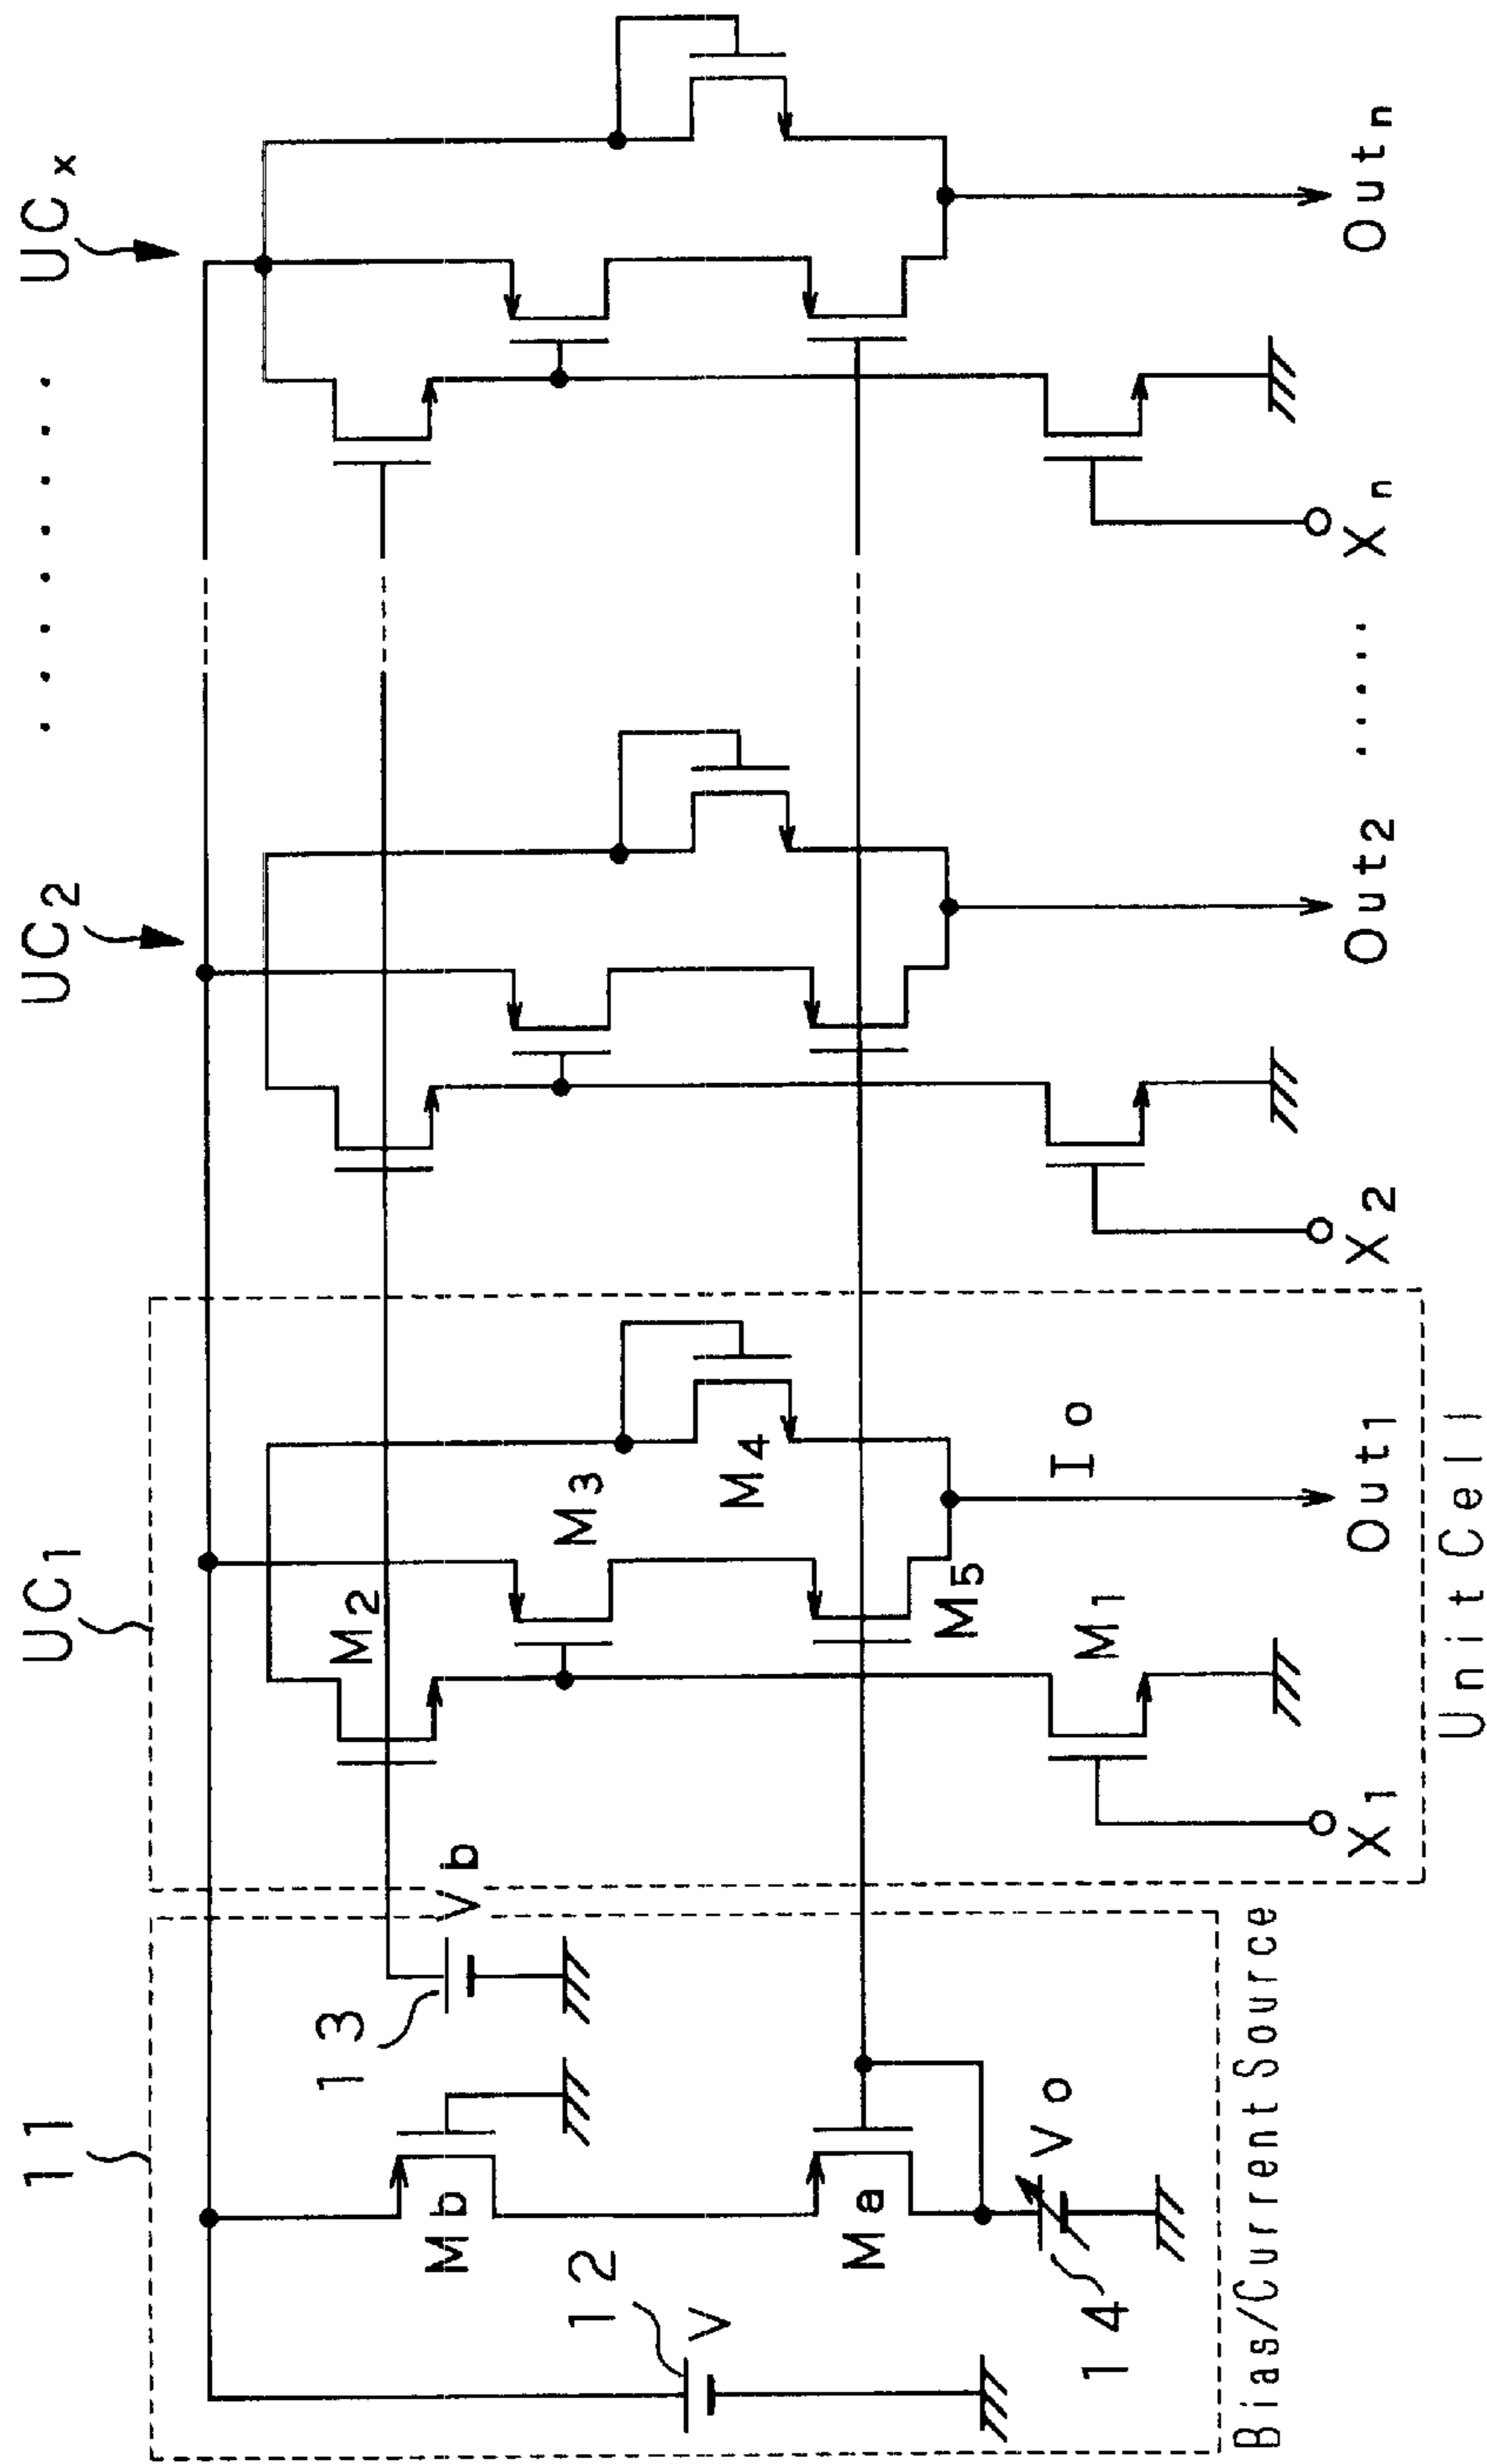 11
UC1
UC2
· · · · · · · ·
UCx
12
V
Mb
Ma
13
Vb
14
Vo
M2
M3
M4
M5
M1
Io
X1
Out1
X2
Out2
· · · · ·
Xn
Outn
Bias/Current Source
Unit Cell